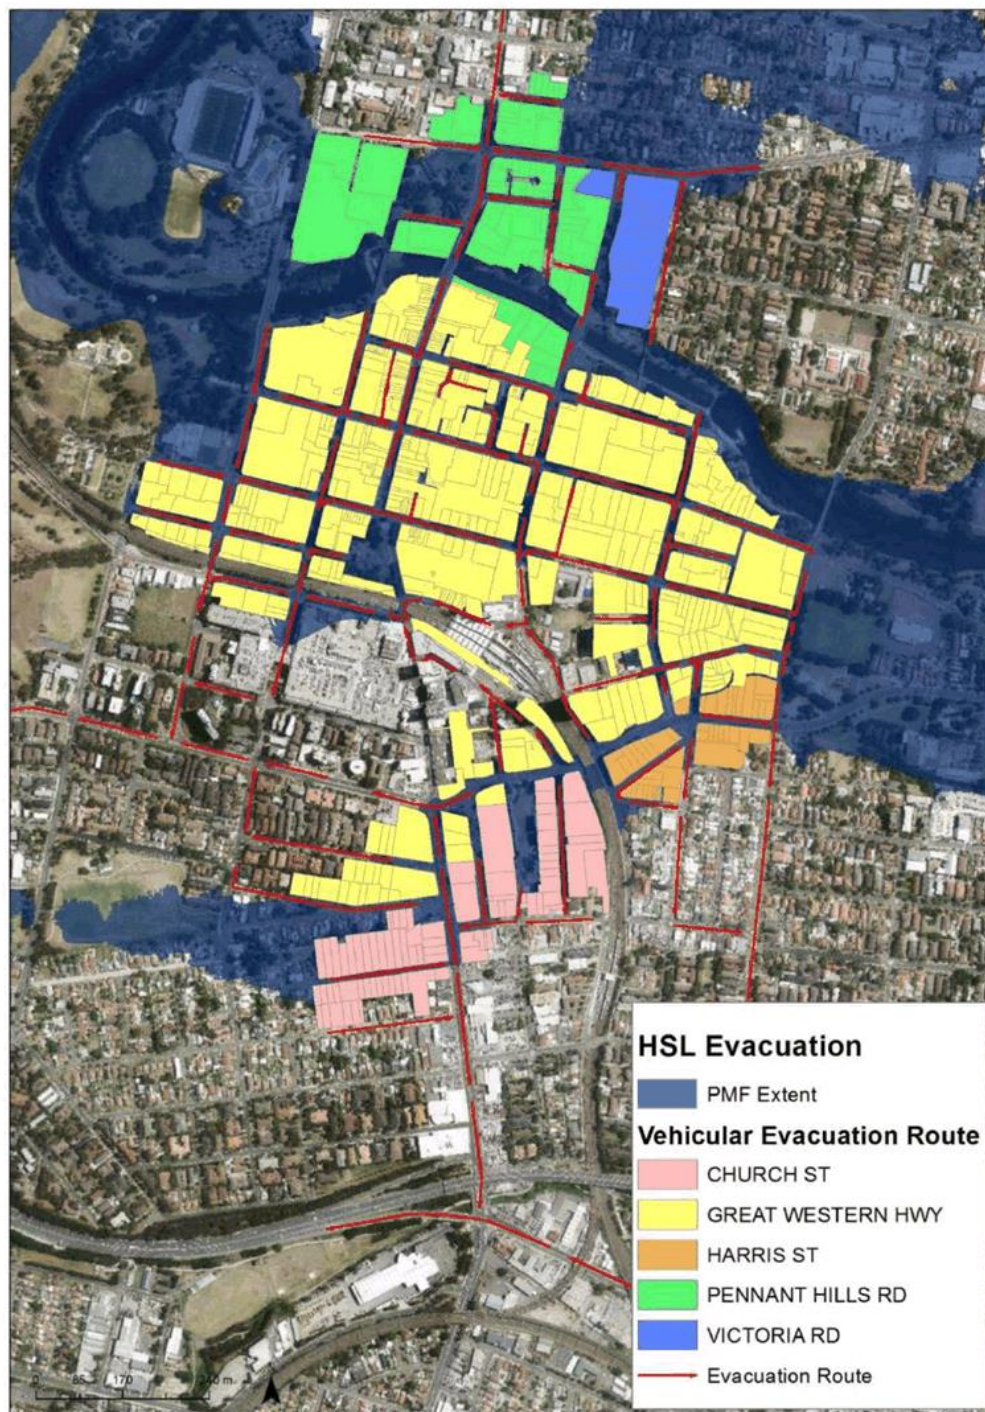 HSL Evacuation
PMF Extent
Vehicular Evacuation Route
CHURCH ST
GREAT WESTERN HWY
HARRIS ST
PENNANT HILLS RD
VICTORIA RD
Evacuation Route
0 85 170 340 m